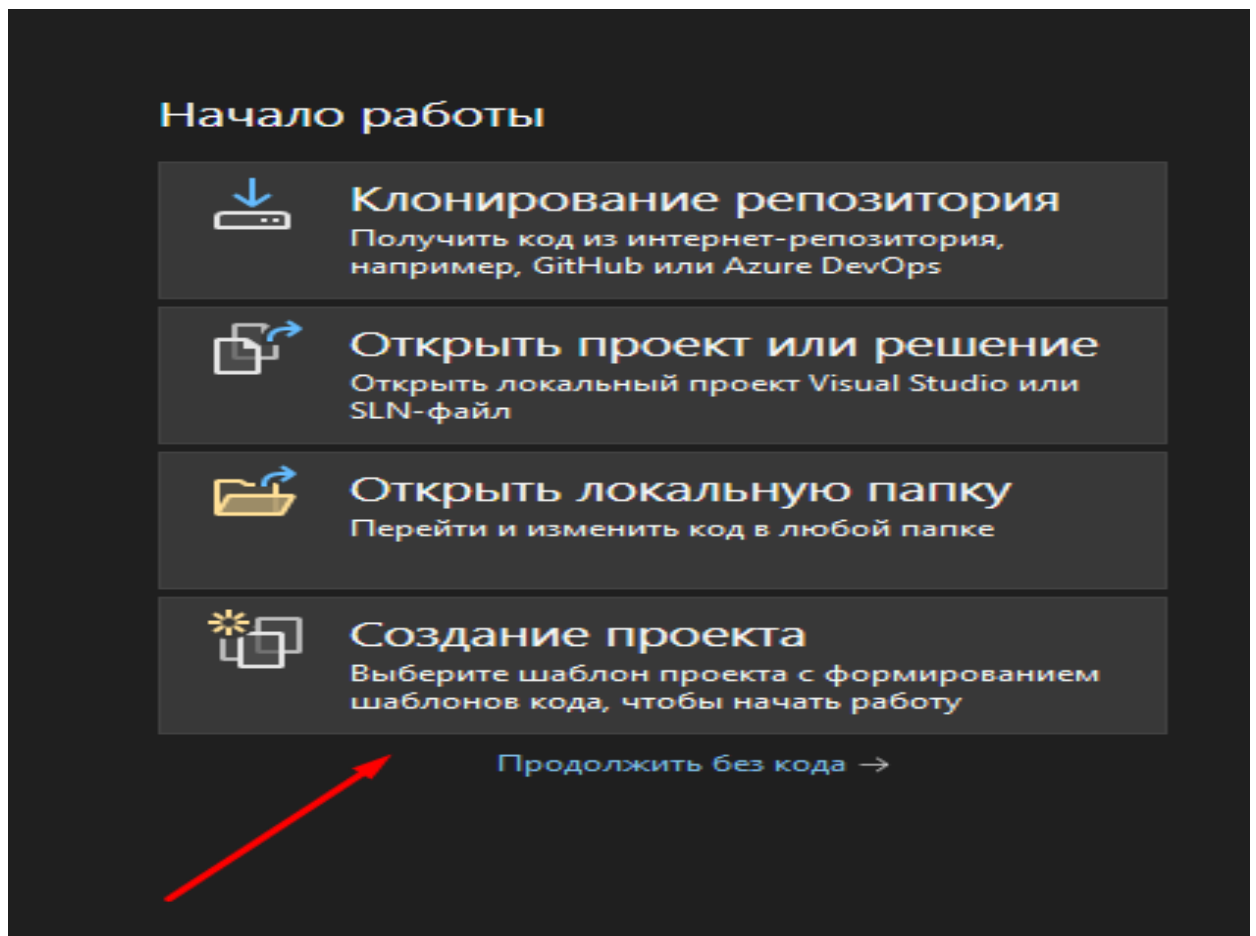 Начало работы
Клонирование репозитория
Получить код из интернет-репозитория,
например, GitHub или Azure DevOps
Открыть проект или решение
Открыть локальный проект Visual Studio или
SLN-файл
Открыть локальную папку
Перейти и изменить код в любой папке
Создание проекта
Выберите шаблон проекта с формированием
шаблонов кода, чтобы начать работу
Продолжить без кода →